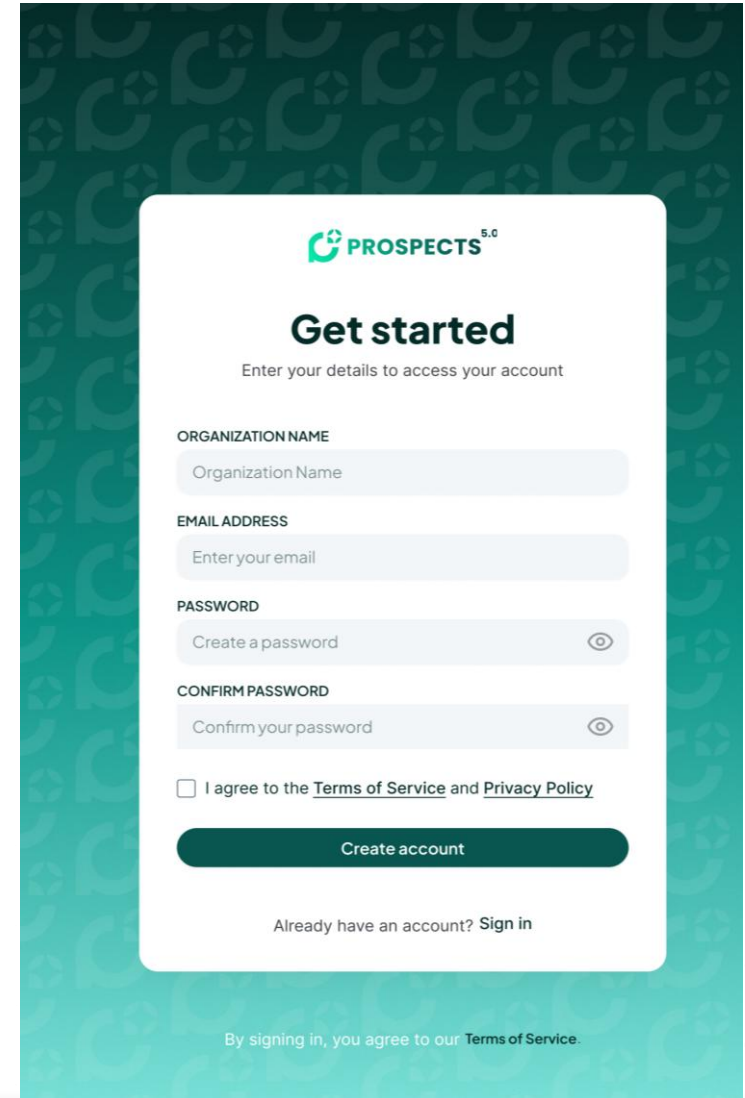 PROSPECTS 5.0
Get started
Enter your details to access your account
ORGANIZATION NAME
Organization Name
EMAIL ADDRESS
Enter your email
PASSWORD
Create a password
CONFIRM PASSWORD
Confirm your password
I agree to the Terms of Service and Privacy Policy
Create account
Already have an account? Sign in
By signing in, you agree to our Terms of Service.